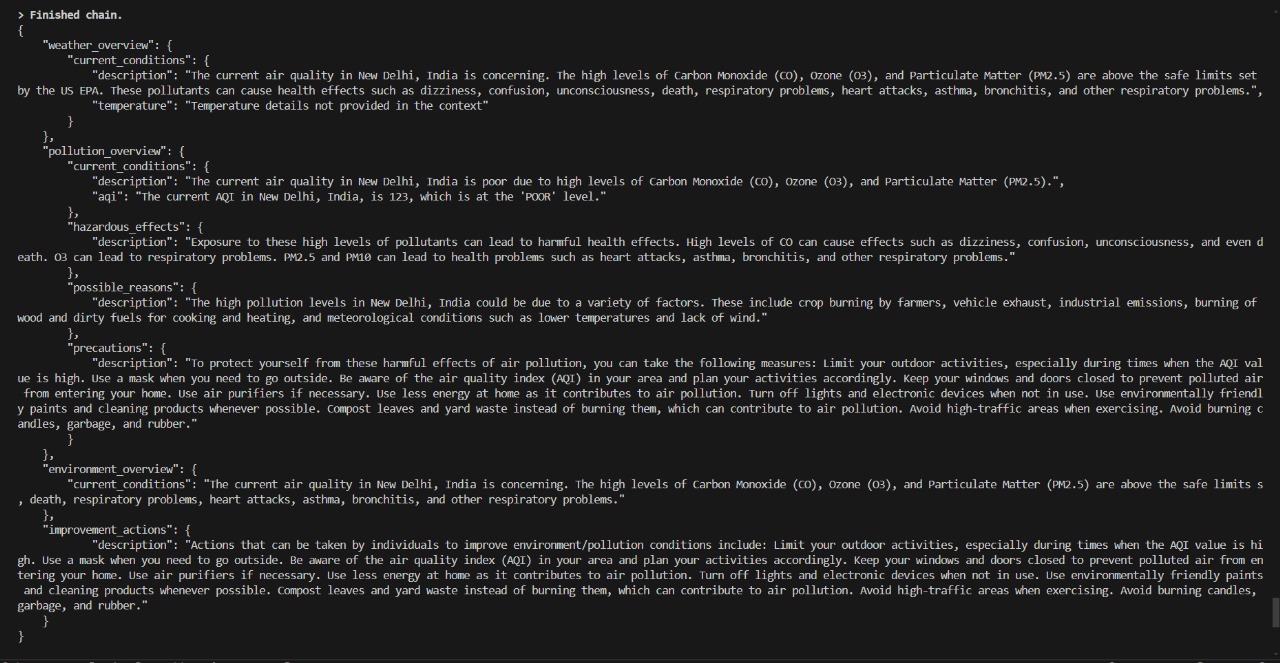 > Finished chain.
{
    "weather_overview": {
        "current_conditions": {
            "description": "The current air quality in New Delhi, India is concerning. The high levels of Carbon Monoxide (CO), Ozone (O3), and Particulate Matter (PM2.5) are above the safe limits set
by the US EPA. These pollutants can cause health effects such as dizziness, confusion, unconsciousness, death, respiratory problems, heart attacks, asthma, bronchitis, and other respiratory problems.",
            "temperature": "Temperature details not provided in the context"
        }
    },
    "pollution_overview": {
        "current_conditions": {
            "description": "The current air quality in New Delhi, India is poor due to high levels of Carbon Monoxide (CO), Ozone (O3), and Particulate Matter (PM2.5).",
            "aqi": "The current AQI in New Delhi, India, is 123, which is at the 'POOR' level."
        },
        "hazardous_effects": {
            "description": "Exposure to these high levels of pollutants can lead to harmful health effects. High levels of CO can cause effects such as dizziness, confusion, unconsciousness, and even d
eath. O3 can lead to respiratory problems. PM2.5 and PM10 can lead to health problems such as heart attacks, asthma, bronchitis, and other respiratory problems."
        },
        "possible_reasons": {
            "description": "The high pollution levels in New Delhi, India could be due to a variety of factors. These include crop burning by farmers, vehicle exhaust, industrial emissions, burning of
wood and dirty fuels for cooking and heating, and meteorological conditions such as lower temperatures and lack of wind."
        },
        "precautions": {
            "description": "To protect yourself from these harmful effects of air pollution, you can take the following measures: Limit your outdoor activities, especially during times when the AQI val
ue is high. Use a mask when you need to go outside. Be aware of the air quality index (AQI) in your area and plan your activities accordingly. Keep your windows and doors closed to prevent polluted air
 from entering your home. Use air purifiers if necessary. Use less energy at home as it contributes to air pollution. Turn off lights and electronic devices when not in use. Use environmentally friendl
y paints and cleaning products whenever possible. Compost leaves and yard waste instead of burning them, which can contribute to air pollution. Avoid high-traffic areas when exercising. Avoid burning c
andles, garbage, and rubber."
        }
    },
    "environment_overview": {
        "current_conditions": "The current air quality in New Delhi, India is concerning. The high levels of Carbon Monoxide (CO), Ozone (O3), and Particulate Matter (PM2.5) are above the safe limits s
, death, respiratory problems, heart attacks, asthma, bronchitis, and other respiratory problems."
    },
    "improvement_actions": {
            "description": "Actions that can be taken by individuals to improve environment/pollution conditions include: Limit your outdoor activities, especially during times when the AQI value is hi
gh. Use a mask when you need to go outside. Be aware of the air quality index (AQI) in your area and plan your activities accordingly. Keep your windows and doors closed to prevent polluted air from en
tering your home. Use air purifiers if necessary. Use less energy at home as it contributes to air pollution. Turn off lights and electronic devices when not in use. Use environmentally friendly paints
 and cleaning products whenever possible. Compost leaves and yard waste instead of burning them, which can contribute to air pollution. Avoid high-traffic areas when exercising. Avoid burning candles,
garbage, and rubber."
    }
}